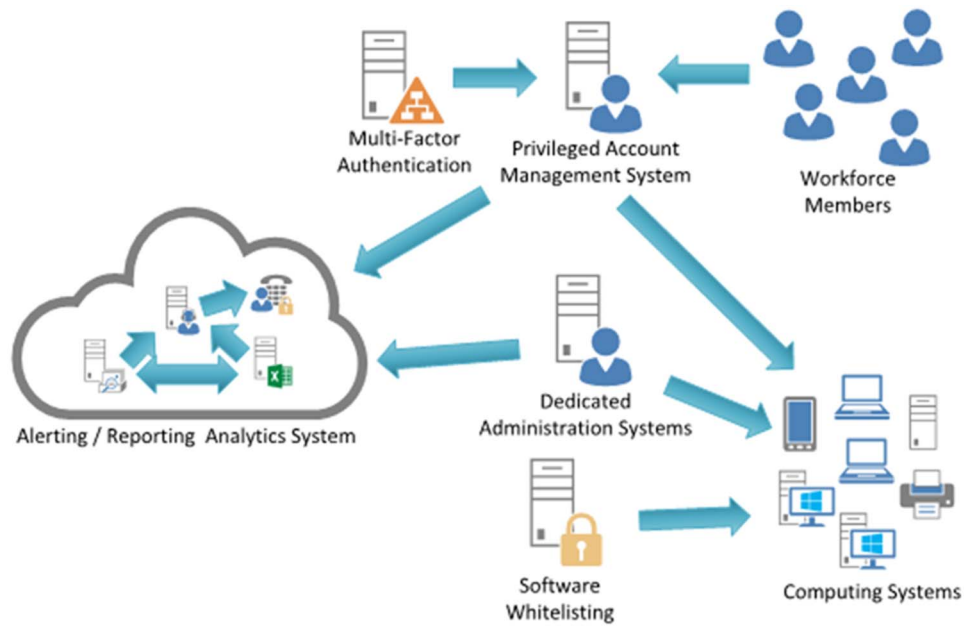 Multi-Factor
Authentication
Privileged Account
Management System
Workforce
Members
Alerting / Reporting Analytics System
Dedicated
Administration Systems
Software
Whitelisting
Computing Systems